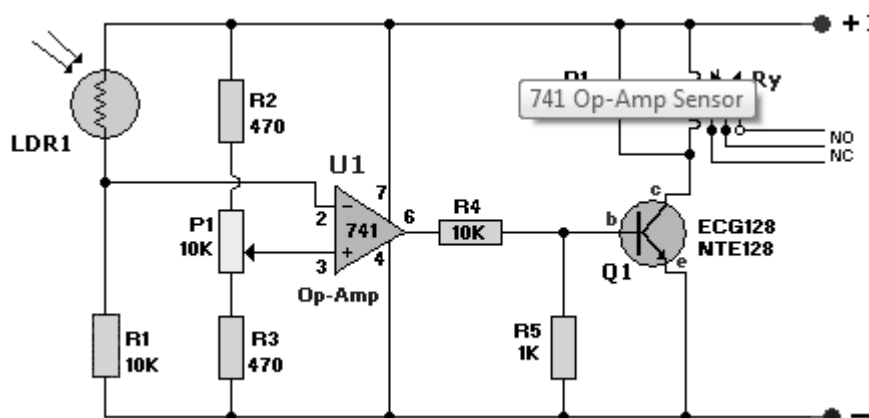 +
R2
470
741 Op-Amp Sensor
Ry
LDR1
U1
NO
NC
P1
10K
2
7
741
3
4
6
Op-Amp
R4
10K
b
c
e
Q1
ECG128
NTE128
R1
10K
R3
470
R5
1K